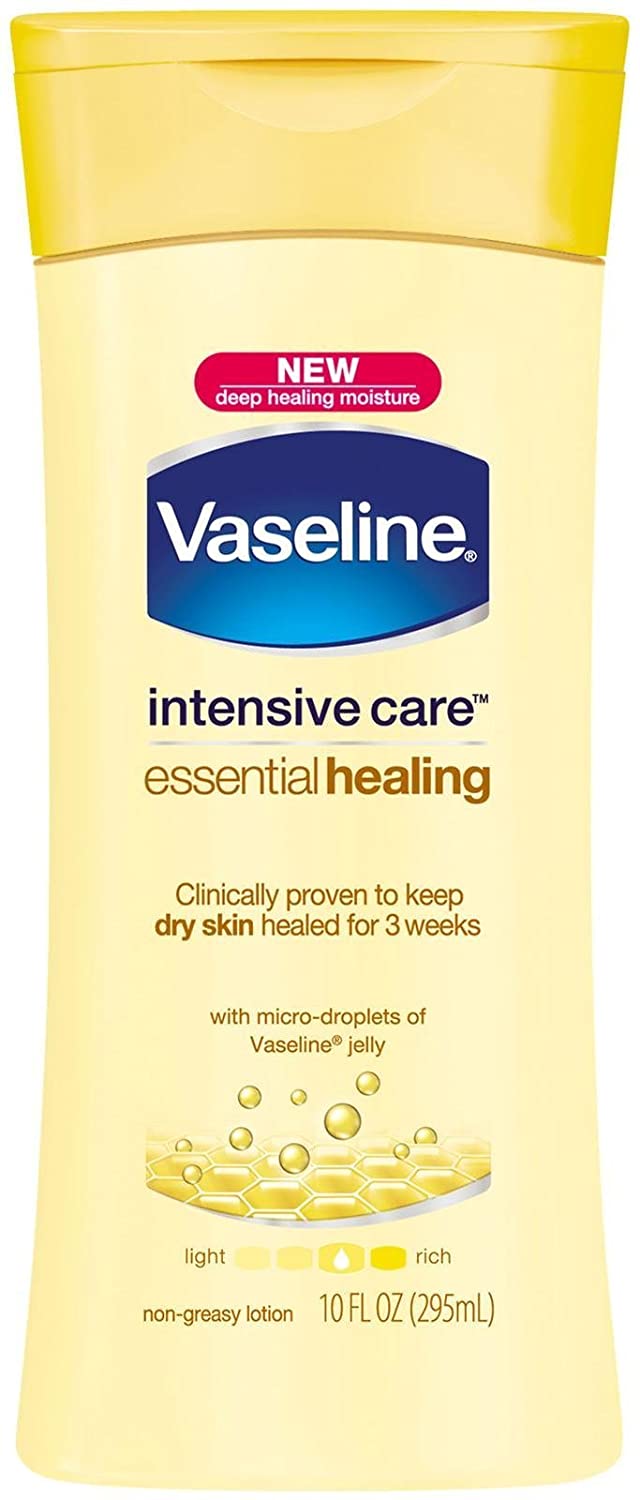 NEW
deep healing moisture
Vaseline®
intensive care™
essential healing
Clinically proven to keep
dry skin healed for 3 weeks
with micro-droplets of
Vaseline® jelly
light rich
non-greasy lotion 10 FL OZ (295mL)